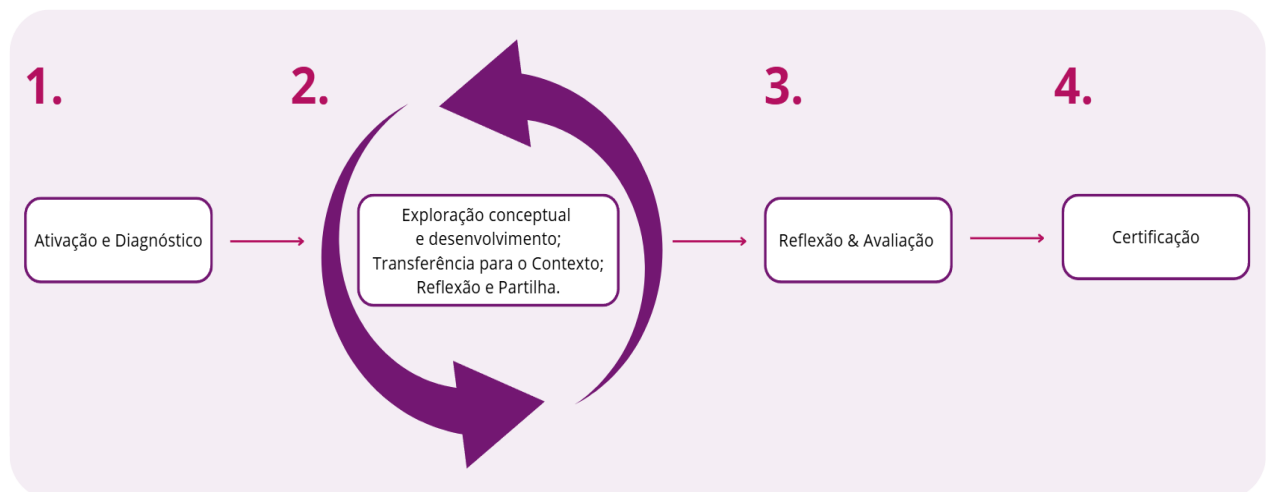 1.
2.
3.
4.
Ativação e Diagnóstico
Exploração conceptual
e desenvolvimento;
Transferência para o Contexto;
Reflexão e Partilha.
Reflexão & Avaliação
Certificação